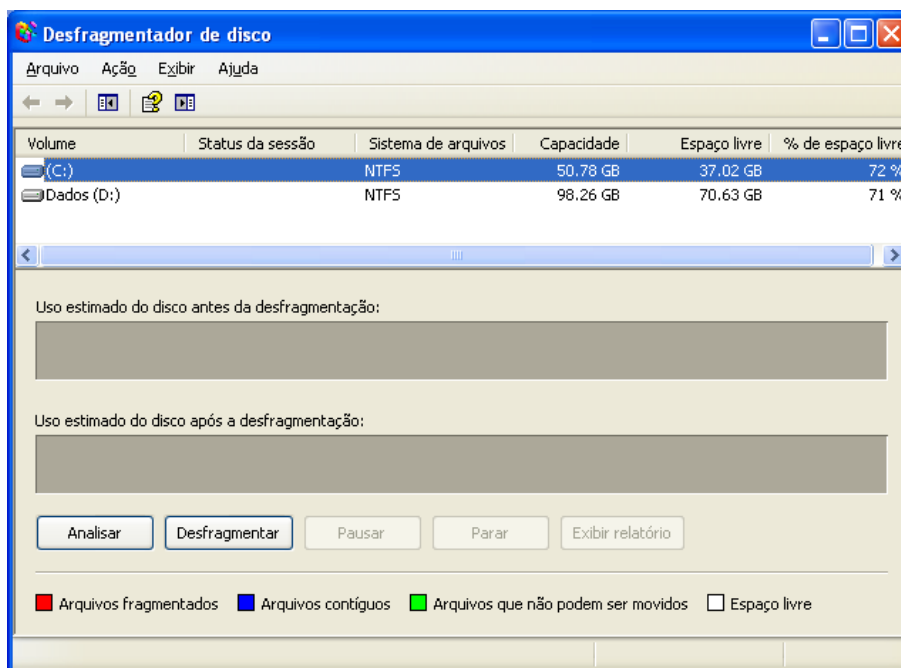 Desfragmentador de disco
Arquivo Ação Exibir Ajuda
Volume Status da sessão Sistema de arquivos Capacidade Espaço livre % de espaço livre
(C:) NTFS 50.78 GB 37.02 GB 72 %
Dados (D:) NTFS 98.26 GB 70.63 GB 71 %
Uso estimado do disco antes da desfragmentação:
Uso estimado do disco após a desfragmentação:
Analisar Desfragmentar Pausar Parar Exibir relatório
Arquivos fragmentados Arquivos contíguos Arquivos que não podem ser movidos Espaço livre